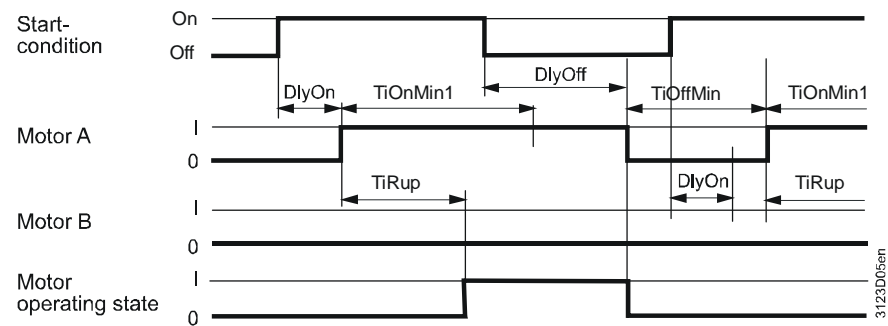 Start-
condition
On
Off
DlyOn
TiOnMin1
DlyOff
TiOffMin
TiOnMin1
Motor A
I
0
TiRup
DlyOn
TiRup
Motor B
I
0
Motor
operating state
I
0
3123D05en